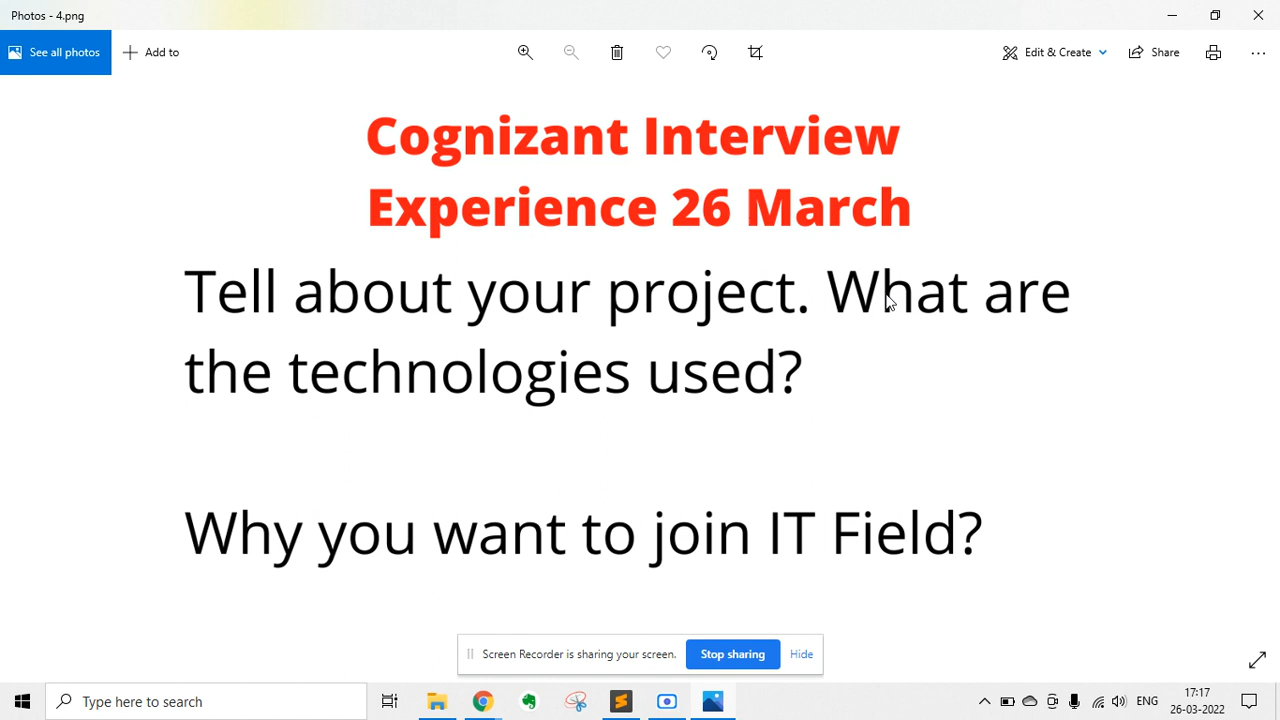 Photos - 4.png
See all photos
Add to
Edit & Create
Share
Cognizant Interview
Experience 26 March
Tell about your project. What are
the technologies used?
Why you want to join IT Field?
Screen Recorder is sharing your screen.
Stop sharing
Hide
Type here to search
ENG
7:17
26-03-2022